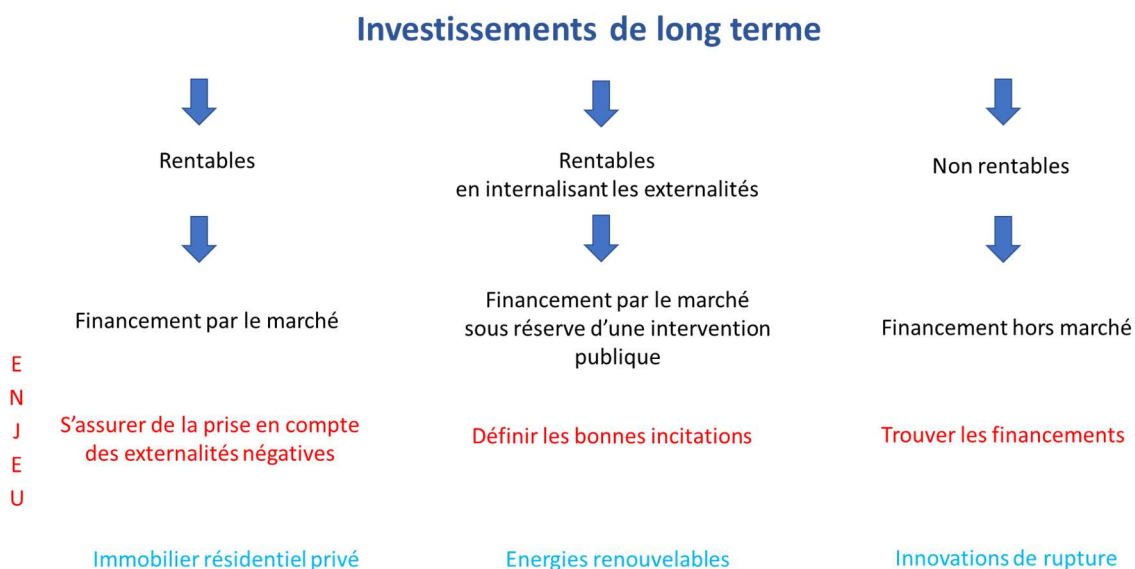 Investissements de long terme
Rentables
Rentables
en internalisant les externalités
Non rentables
Financement par le marché
Financement par le marché
sous réserve d’une intervention
publique
Financement hors marché
E
N
J
E
U
S’assurer de la prise en compte
des externalités négatives
Définir les bonnes incitations
Trouver les financements
Immobilier résidentiel privé
Energies renouvelables
Innovations de rupture